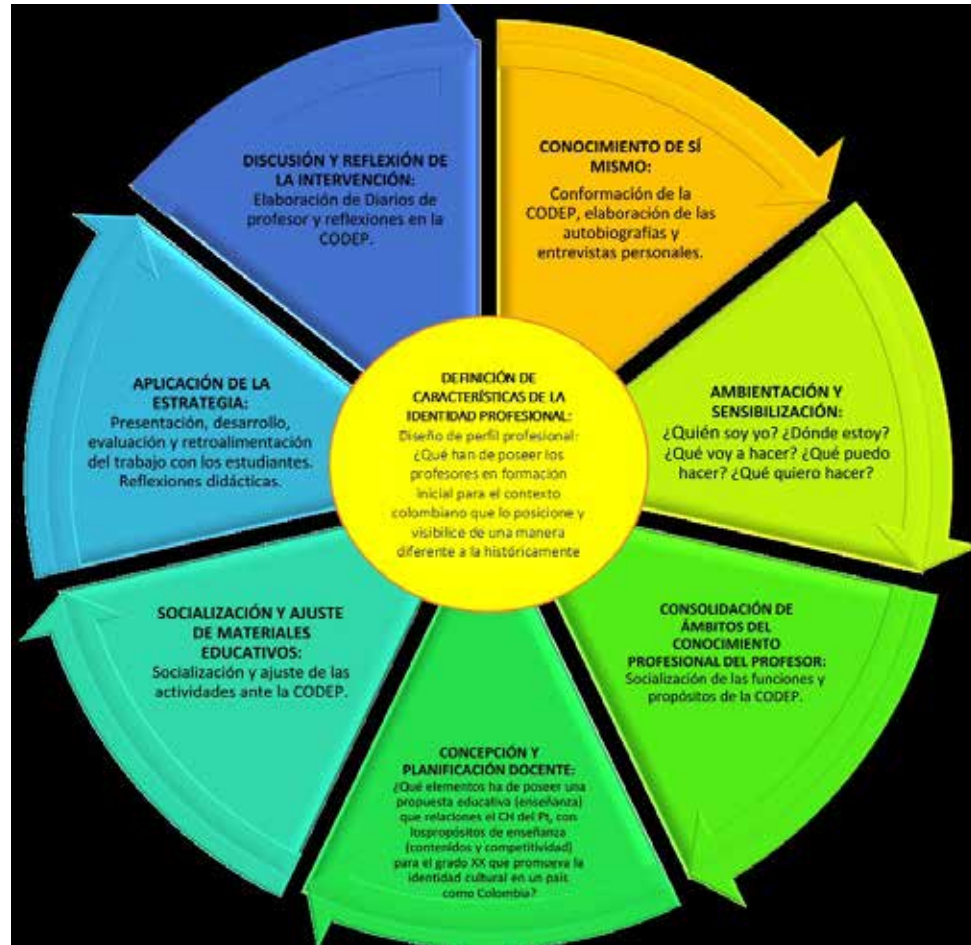 CONOCIMIENTO DE SÍ
MISMO:
Conformación de la
CODEP, elaboración de las
autobiografías y
entrevistas personales.
AMBIENTACIÓN Y
SENSIBILIZACIÓN:
¿Quién soy yo? ¿Dónde estoy?
¿Qué voy a hacer? ¿Qué puedo
hacer? ¿Qué quiero hacer?
CONSOLIDACIÓN DE
ÁMBITOS DEL
CONOCIMIENTO
PROFESIONAL DEL PROFESOR:
Socialización de las funciones y
propósitos de la CODEP.
CONCEPCIÓN Y
PLANIFICACIÓN DOCENTE:
¿Qué elementos ha de poseer una
propuesta educativa (enseñanza)
que relaciones el CH del Pt, con
lospropósitos de enseñanza
(contenidos y competitividad)
para el grado XX que promueva la
identidad cultural en un país
como Colombia?
SOCIALIZACIÓN Y AJUSTE
DE MATERIALES
EDUCATIVOS:
Socialización y ajuste de las
actividades ante la CODEP.
APLICACIÓN DE LA
ESTRATEGIA:
Presentación, desarrollo,
evaluación y retroalimentación
del trabajo con los estudiantes.
Reflexiones didácticas.
DISCUSIÓN Y REFLEXIÓN DE
LA INTERVENCIÓN:
Elaboración de Diarios de
profesor y reflexiones en la
CODEP.
DEFINICIÓN DE
CARACTERÍSTICAS DE LA
IDENTIDAD PROFESIONAL:
Diseño de perfil profesional:
¿Qué han de poseer los
profesores en formación
inicial para el contexto
colombiano que lo posicione y
visibilice de una manera
diferente a la históricamente